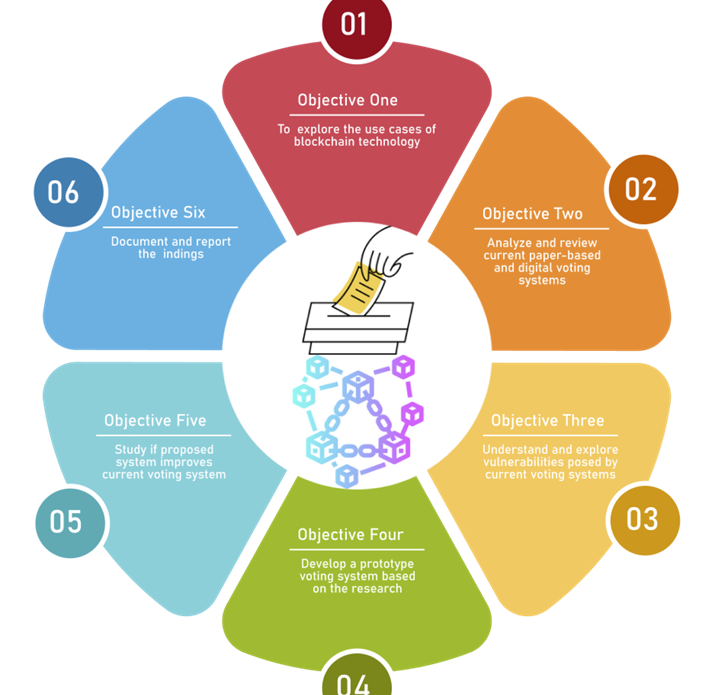 01
Objective One
To explore the use cases of
blockchain technology
02
Objective Two
Analyze and review
current paper-based
and digital voting
systems
03
Objective Three
Understand and explore
vulnerabilities posed by
current voting systems
04
Objective Four
Develop a prototype
voting system based
on the research
05
Objective Five
Study if proposed
system improves
current voting system
06
Objective Six
Document and report
the indings